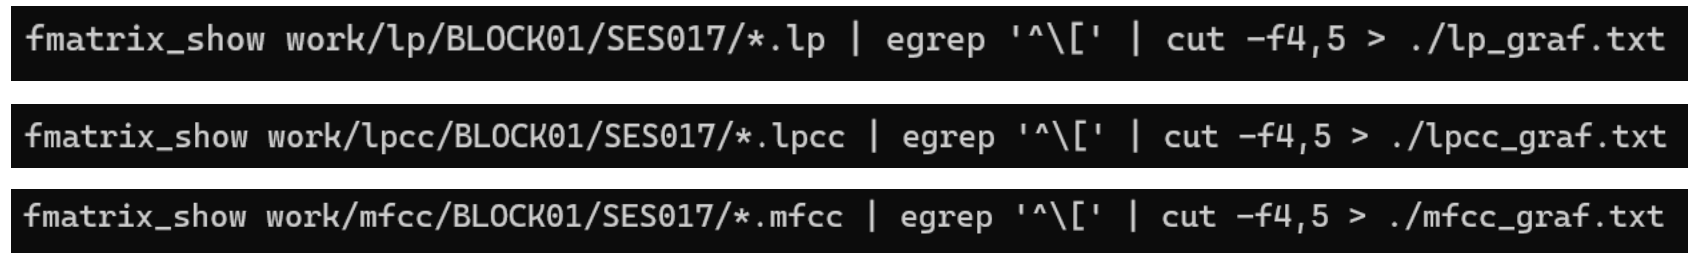 fmatrix_show work/lp/BLOCK01/SES017/*.lp | egrep '^\[' | cut -f4,5 > ./lp_graf.txt
fmatrix_show work/lpcc/BLOCK01/SES017/*.lpcc | egrep '^\[' | cut -f4,5 > ./lpcc_graf.txt
fmatrix_show work/mfcc/BLOCK01/SES017/*.mfcc | egrep '^\[' | cut -f4,5 > ./mfcc_graf.txt